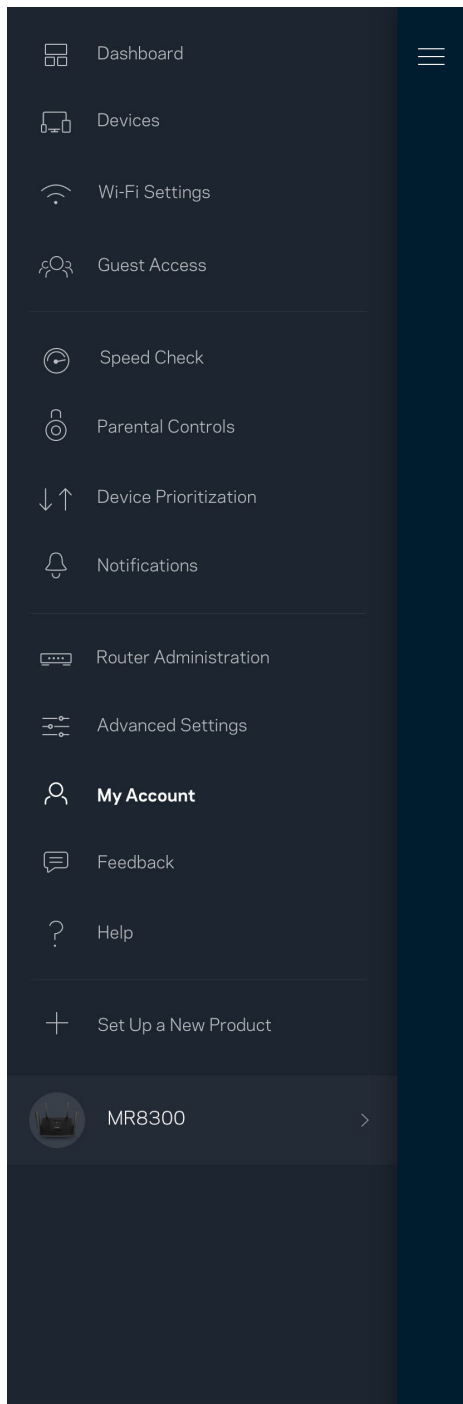 Dashboard
Devices
Wi-Fi Settings
Guest Access
Speed Check
Parental Controls
Device Prioritization
Notifications
Router Administration
Advanced Settings
My Account
Feedback
Help
Set Up a New Product
MR8300